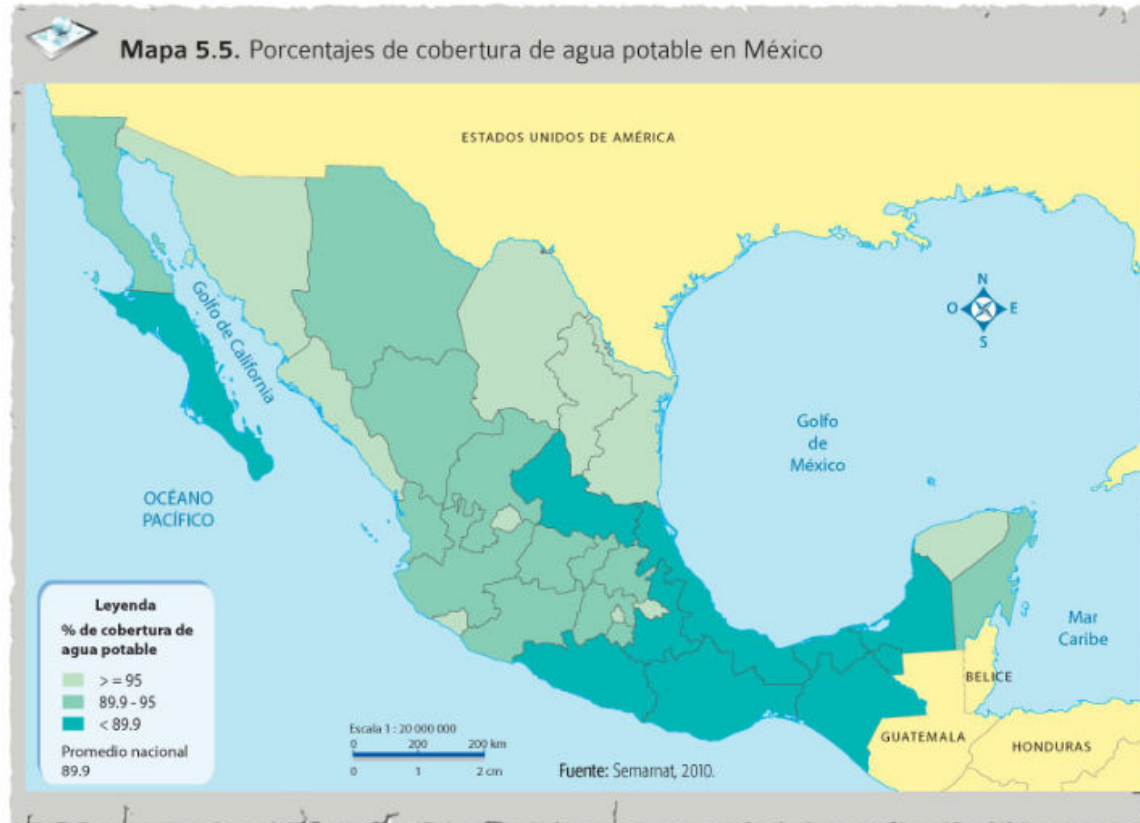 Mapa 5.5. Porcentajes de cobertura de agua potable en México
ESTADOS UNIDOS DE AMÉRICA
N
O E
S
Golfo de California
Golfo
de
México
OCÉANO
PACÍFICO
Mar
Caribe
BELICE
GUATEMALA
HONDURAS
Leyenda
% de cobertura de
agua potable
> = 95
89.9 - 95
< 89.9
Promedio nacional
89.9
Escala 1 : 20 000 000
0 200 200 km
0 1 2 cm
Fuente: Semarnat, 2010.